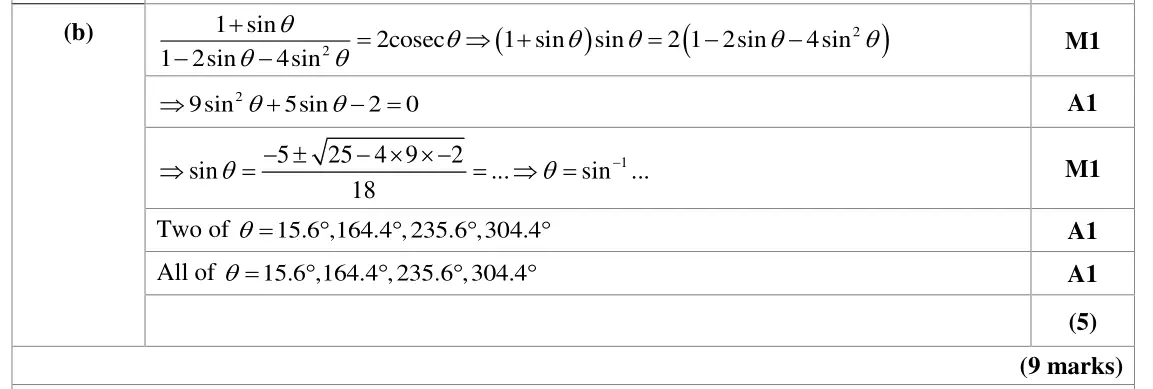 (b) (1+sin θ)/(1−2sin θ−4sin² θ) = 2cosec θ ⇒ (1+sin θ)sin θ = 2(1−2sin θ−4sin² θ) M1
⇒ 9sin² θ + 5sin θ − 2 = 0 A1
⇒ sin θ = (−5 ± √(25−4×9×−2))/18 = ... ⇒ θ = sin⁻¹ ... M1
Two of θ = 15.6°, 164.4°, 235.6°, 304.4° A1
All of θ = 15.6°, 164.4°, 235.6°, 304.4° A1
(5)
(9 marks)